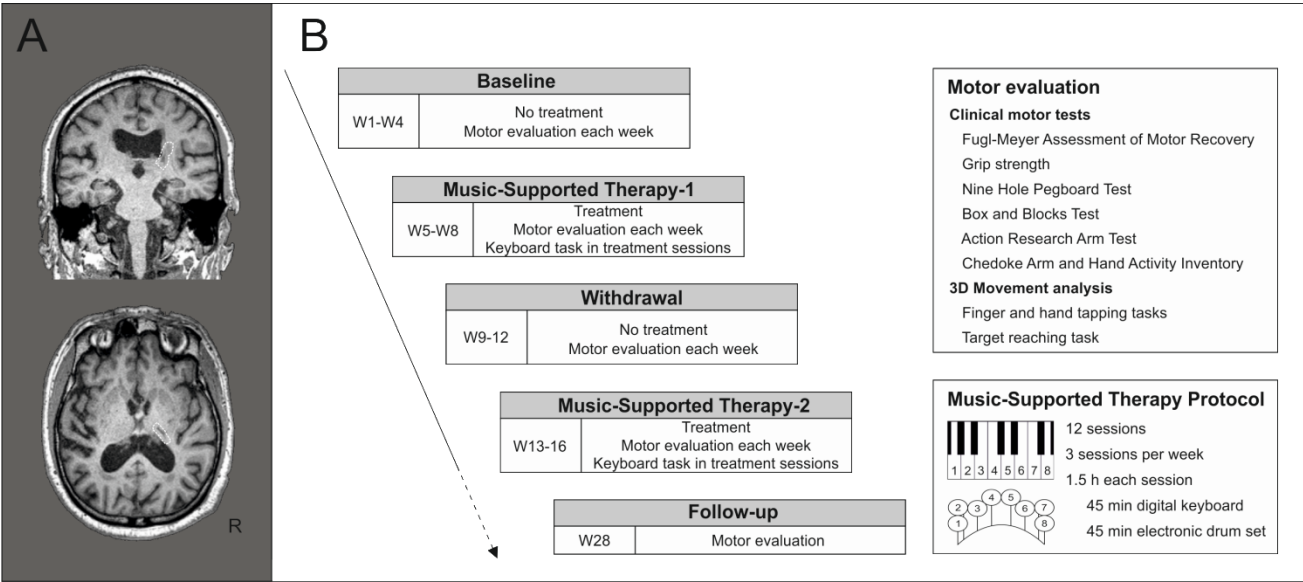 A
R
B
Baseline
W1-W4
No treatment
Motor evaluation each week
Music-Supported Therapy-1
W5-W8
Treatment
Motor evaluation each week
Keyboard task in treatment sessions
Withdrawal
W9-12
No treatment
Motor evaluation each week
Music-Supported Therapy-2
W13-16
Treatment
Motor evaluation each week
Keyboard task in treatment sessions
Follow-up
W28
Motor evaluation
Motor evaluation
Clinical motor tests
Fugl-Meyer Assessment of Motor Recovery
Grip strength
Nine Hole Pegboard Test
Box and Blocks Test
Action Research Arm Test
Chedoke Arm and Hand Activity Inventory
3D Movement analysis
Finger and hand tapping tasks
Target reaching task
Music-Supported Therapy Protocol
1 2 3 4 5 6 7 8
1 2 3 4 5 6 7 8
12 sessions
3 sessions per week
1.5 h each session
45 min digital keyboard
45 min electronic drum set